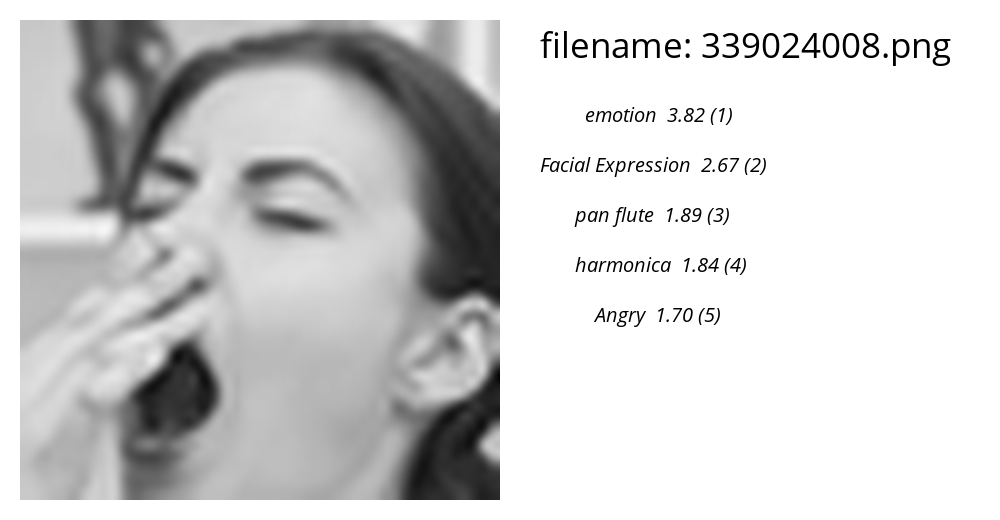 filename: 339024008.png
emotion 3.82 (1)
Facial Expression 2.67 (2)
pan flute 1.89 (3)
harmonica 1.84 (4)
Angry 1.70 (5)